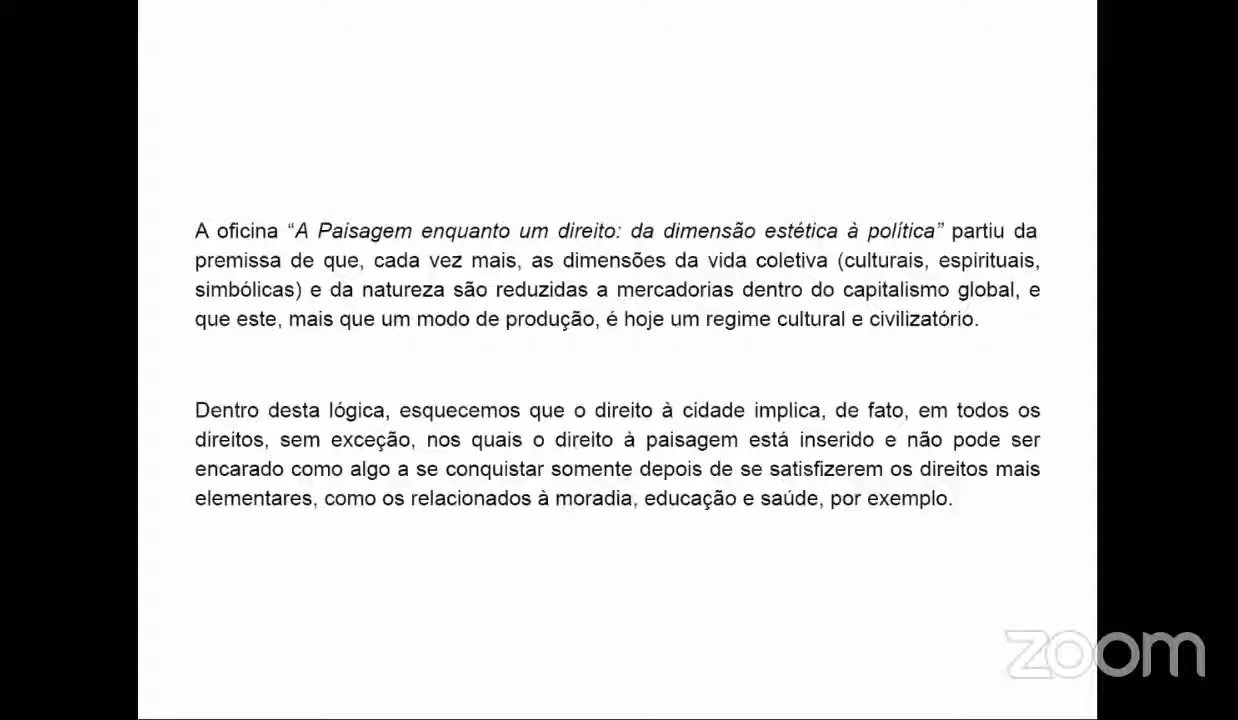 A oficina “A Paisagem enquanto um direito: da dimensão estética à política” partiu da
premissa de que, cada vez mais, as dimensões da vida coletiva (culturais, espirituais,
simbólicas) e da natureza são reduzidas a mercadorias dentro do capitalismo global, e
que este, mais que um modo de produção, é hoje um regime cultural e civilizatório.
Dentro desta lógica, esquecemos que o direito à cidade implica, de fato, em todos os
direitos, sem exceção, nos quais o direito à paisagem está inserido e não pode ser
encarado como algo a se conquistar somente depois de se satisfizerem os direitos mais
elementares, como os relacionados à moradia, educação e saúde, por exemplo.
zoom